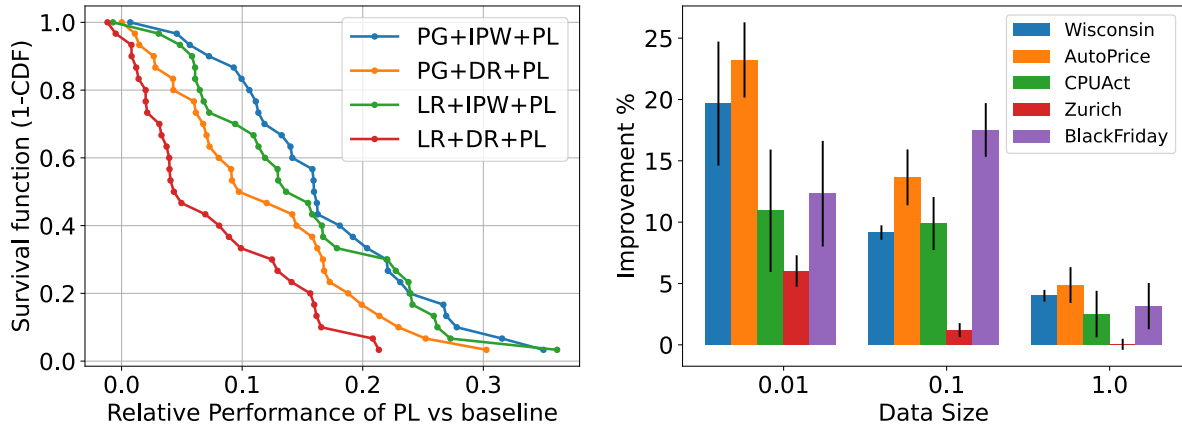 Survival function (1-CDF)
1.0
0.8
0.6
0.4
0.2
0.0
PG+IPW+PL
PG+DR+PL
LR+IPW+PL
LR+DR+PL
0.0 0.1 0.2 0.3
Relative Performance of PL vs baseline
Improvement %
25
20
15
10
5
0
Wisconsin
AutoPrice
CPUAct
Zurich
BlackFriday
0.01 0.1 1.0
Data Size